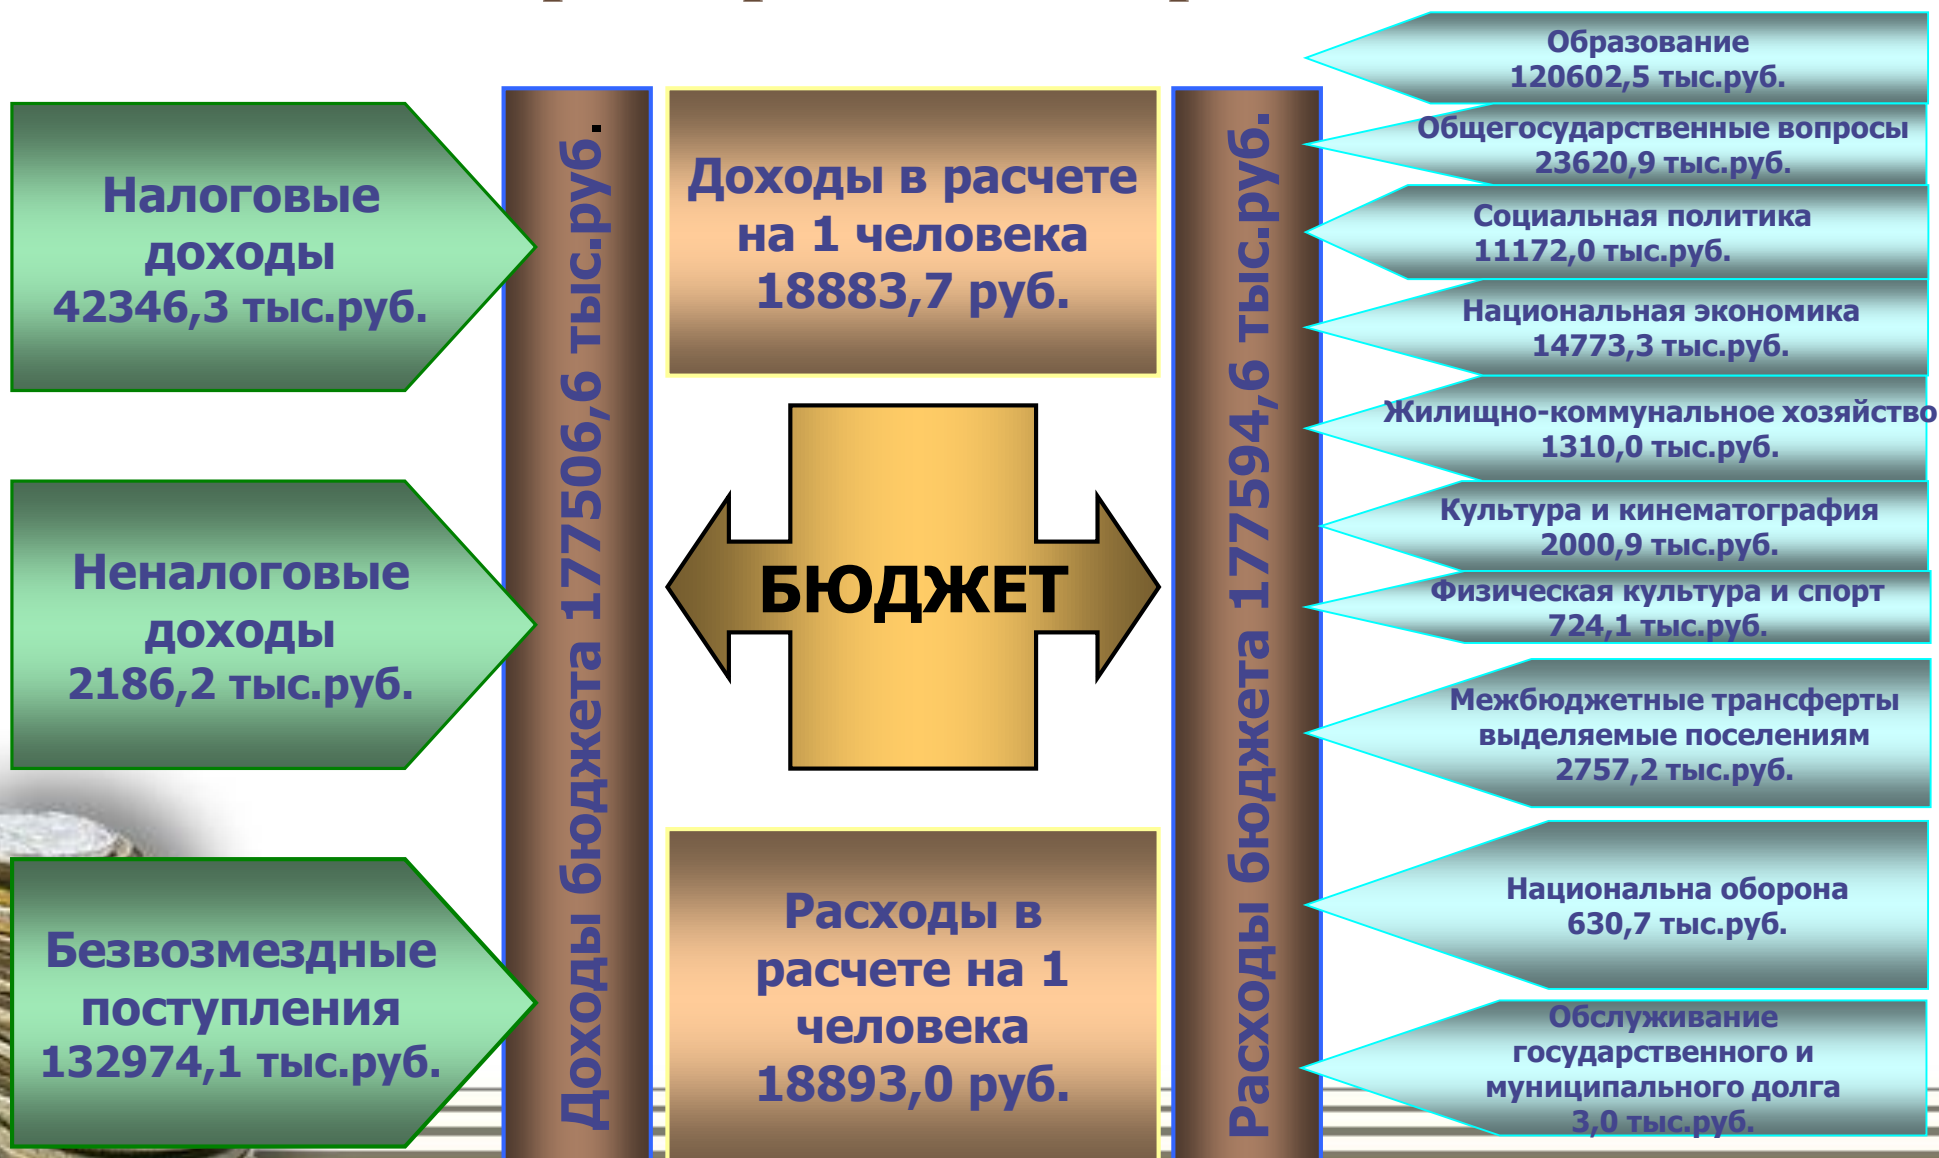 Налоговые
доходы
42346,3 тыс.руб.
Неналоговые
доходы
2186,2 тыс.руб.
Безвозмездные
поступления
132974,1 тыс.руб.
Доходы бюджета 177506,6 тыс.руб.
Доходы в расчете
на 1 человека
18883,7 руб.
БЮДЖЕТ
Расходы в
расчете на 1
человека
18893,0 руб.
Расходы бюджета 177594,6 тыс.руб.
Образование
120602,5 тыс.руб.
Общегосударственные вопросы
23620,9 тыс.руб.
Социальная политика
11172,0 тыс.руб.
Национальная экономика
14773,3 тыс.руб.
Жилищно-коммунальное хозяйство
1310,0 тыс.руб.
Культура и кинематография
2000,9 тыс.руб.
Физическая культура и спорт
724,1 тыс.руб.
Межбюджетные трансферты
выделяемые поселениям
2757,2 тыс.руб.
Национальна оборона
630,7 тыс.руб.
Обслуживание
государственного и
муниципального долга
3,0 тыс.руб.